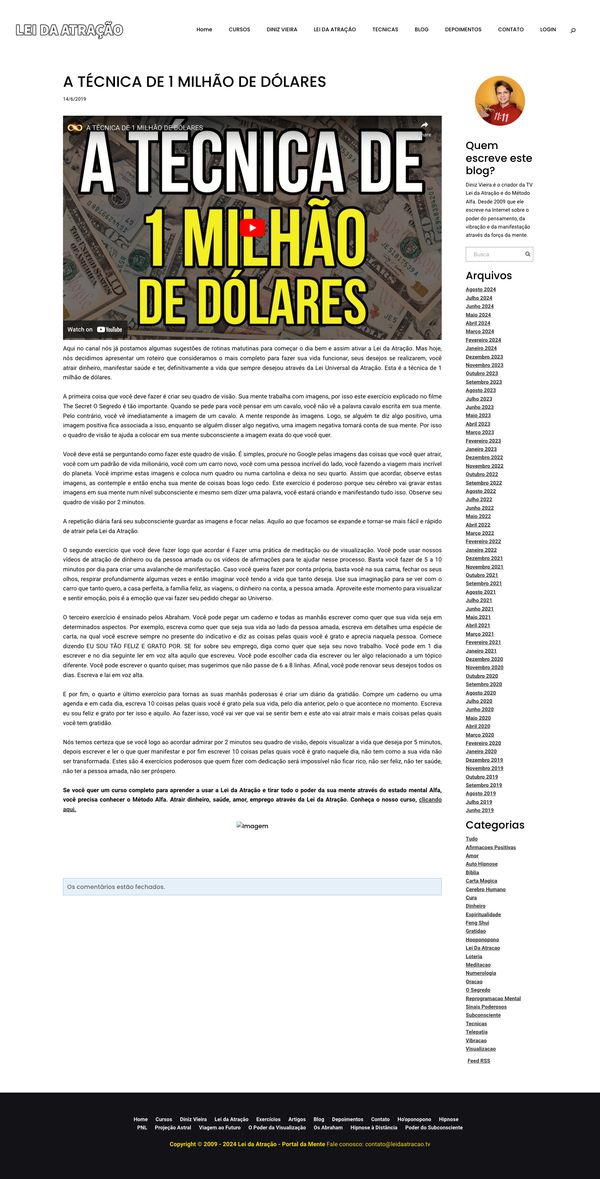 LEI DA ATRAÇÃO
Home CURSOS DINIZ VIEIRA LEI DA ATRAÇÃO TECNICAS BLOG DEPOIMENTOS CONTATO LOGIN
A TÉCNICA DE 1 MILHÃO DE DÓLARES
14/6/2019
A TÉCNICA DE 1 MILHÃO DE DÓLARES
Share
A TÉCNICA DE
1 MILHÃO
DE DÓLARES
Watch on YouTube
Aqui no canal nós já postamos algumas sugestões de rotinas matutinas para começar o dia bem e assim ativar a Lei da Atração. Mas hoje,
nós decidimos apresentar um roteiro que consideramos o mais completo para fazer sua vida funcionar, seus desejos se realizarem, você
atrair dinheiro, manifestar saúde e ter, definitivamente a vida que sempre desejou através da Lei Universal da Atração. Esta é a técnica de 1
milhão de dólares.
A primeira coisa que você deve fazer é criar seu quadro de visão. Sua mente trabalha com imagens, por isso este exercício explicado no filme
The Secret O Segredo é tão importante. Quando se pede para você pensar em um cavalo, você não vê a palavra cavalo escrita em sua mente.
Pelo contrário, você vê imediatamente a imagem de um cavalo. A mente responde às imagens. Logo, se alguém te diz algo positivo, uma
imagem positiva fica associada a isso, enquanto se alguém disser algo negativo, uma imagem negativa tomará conta de sua mente. Por isso
o quadro de visão te ajuda a colocar em sua mente subconsciente a imagem exata do que você quer.
Você deve está se perguntando como fazer este quadro de visão. É simples, procure no Google pelas imagens das coisas que você quer atrair,
você com um padrão de vida milionário, você com um carro novo, você com uma pessoa incrível do lado, você fazendo a viagem mais incrível
do planeta. Você imprime estas imagens e coloca num quadro ou numa cartolina e deixa no seu quarto. Assim que acordar, observe estas
imagens, as contemple e então encha sua mente de coisas boas logo cedo. Este exercício é poderoso porque seu cérebro vai gravar estas
imagens em sua mente num nível subconsciente e mesmo sem dizer uma palavra, você estará criando e manifestando tudo isso. Observe seu
quadro de visão por 2 minutos.
A repetição diária fará seu subconsciente guardar as imagens e focar nelas. Aquilo ao que focamos se expande e tornar-se mais fácil e rápido
de atrair pela Lei da Atração.
O segundo exercício que você deve fazer logo que acordar é Fazer uma prática de meditação ou de visualização. Você pode usar nossos
vídeos de atração de dinheiro ou da pessoa amada ou os vídeos de afirmações para te ajudar nesse processo. Basta você fazer de 5 a 10
minutos por dia para criar uma avalanche de manifestação. Caso você queira fazer por conta própria, basta você na sua cama, fechar os seus
olhos, respirar profundamente algumas vezes e então imaginar você tendo a vida que tanto deseja. Use sua imaginação para se ver com o
carro que tanto quero, a casa perfeita, a família feliz, as viagens, o dinheiro na conta, a pessoa amada. Aproveite este momento para visualizar
e sentir emoção, pois é a emoção que vai fazer seu pedido chegar ao Universo.
O terceiro exercício é ensinado pelos Abraham. Você pode pegar um caderno e todas as manhãs escrever como quer que sua vida seja em
determinados aspectos. Por exemplo, escreva como quer que seja sua vida ao lado da pessoa amada, escreva em detalhes uma espécie de
carta, na qual você escreve sempre no presente do indicativo e diz as coisas pelas quais você é grato e aprecia naquela pessoa. Comece
dizendo EU SOU TÃO FELIZ E GRATO POR. SE for sobre seu emprego, diga como quer que seja seu novo trabalho. Você pode em 1 dia
escrever e no dia seguinte ler em voz alta aquilo que escreveu. Você pode escolher cada dia escrever ou ler algo relacionado a um tópico
diferente. Você pode escrever o quanto quiser, mas sugerimos que não passe de 6 a 8 linhas. Afinal, você pode renovar seus desejos todos os
dias. Escreva e lai em voz alta.
E por fim, o quarto e último exercício para tornas as suas manhãs poderosas é criar um diário da gratidão. Compre um caderno ou uma
agenda e em cada dia, escreva 10 coisas pelas quais você é grato pela sua vida, pelo dia anterior, pelo o que acontece no momento. Escreva
eu sou feliz e grato por ter isso e aquilo. Ao fazer isso, você vai ver que vai se sentir bem e este ato vai atrair mais e mais coisas pelas quais
você tem gratidão.
Nós temos certeza que se você logo ao acordar admirar por 2 minutos seu quadro de visão, depois visualizar a vida que deseja por 5 minutos,
depois escrever e ler o que quer manifestar e por fim escrever 10 coisas pelas quais você é grato naquele dia, não tem como a sua vida não
ser transformada. Estes são 4 exercícios poderosos que quem fizer com dedicação será impossível não ficar rico, não ser feliz, não ter saúde,
não ter a pessoa amada, não ser próspero.
Se você quer um curso completo para aprender a usar a Lei da Atração e tirar todo o poder da sua mente através do estado mental Alfa,
você precisa conhecer o Método Alfa. Atrair dinheiro, saúde, amor, emprego através da Lei da Atração. Conheça o nosso curso, clicando
aqui.
Imagem
Os comentários estão fechados.
11:11
Quem
escreve este
blog?
Diniz Vieira é o criador da TV
Lei da Atração e do Método
Alfa. Desde 2009 que ele
escreve na Internet sobre o
poder do pensamento, da
vibração e da manifestação
através da força da mente.
Busca
Arquivos
Agosto 2024
Julho 2024
Junho 2024
Maio 2024
Abril 2024
Março 2024
Fevereiro 2024
Janeiro 2024
Dezembro 2023
Novembro 2023
Outubro 2023
Setembro 2023
Agosto 2023
Julho 2023
Junho 2023
Maio 2023
Abril 2023
Março 2023
Fevereiro 2023
Janeiro 2023
Dezembro 2022
Novembro 2022
Outubro 2022
Setembro 2022
Agosto 2022
Julho 2022
Junho 2022
Maio 2022
Abril 2022
Março 2022
Fevereiro 2022
Janeiro 2022
Dezembro 2021
Novembro 2021
Outubro 2021
Setembro 2021
Agosto 2021
Julho 2021
Junho 2021
Maio 2021
Abril 2021
Março 2021
Fevereiro 2021
Janeiro 2021
Dezembro 2020
Novembro 2020
Outubro 2020
Setembro 2020
Agosto 2020
Julho 2020
Junho 2020
Maio 2020
Abril 2020
Março 2020
Fevereiro 2020
Janeiro 2020
Dezembro 2019
Novembro 2019
Outubro 2019
Setembro 2019
Agosto 2019
Julho 2019
Junho 2019
Categorias
Tudo
Afirmacoes Positivas
Amor
Auto Hipnose
Bíblia
Carta Magica
Cerebro Humano
Cura
Dinheiro
Espiritualidade
Feng Shui
Gratidao
Hooponopono
Lei Da Atracao
Loteria
Meditacao
Numerologia
Oracao
O Segredo
Reprogramacao Mental
Sinais Poderosos
Subconsciente
Tecnicas
Telepatia
Vibracao
Visualizacao
Feed RSS
Home Cursos Diniz Vieira Lei da Atração Exercícios Artigos Blog Depoimentos Contato Ho'oponopono Hipnose
PNL Projeção Astral Viagem ao Futuro O Poder da Visualização Os Abraham Hipnose à Distância Poder do Subconsciente
Copyright © 2009 - 2024 Lei da Atração - Portal da Mente Fale conosco: contato@leidaatracao.tv